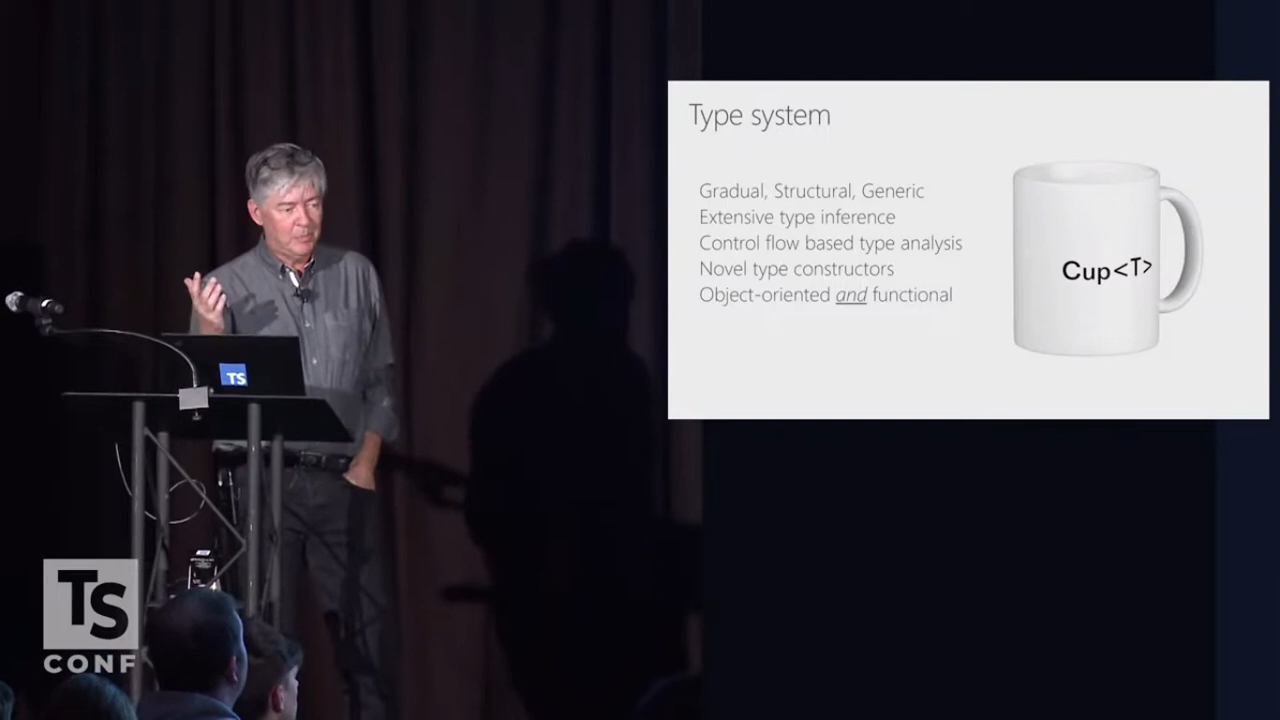 Type system
Gradual, Structural, Generic
Extensive type inference
Control flow based type analysis
Novel type constructors
Object-oriented and functional
Cup<T>
TS
TS
CONF